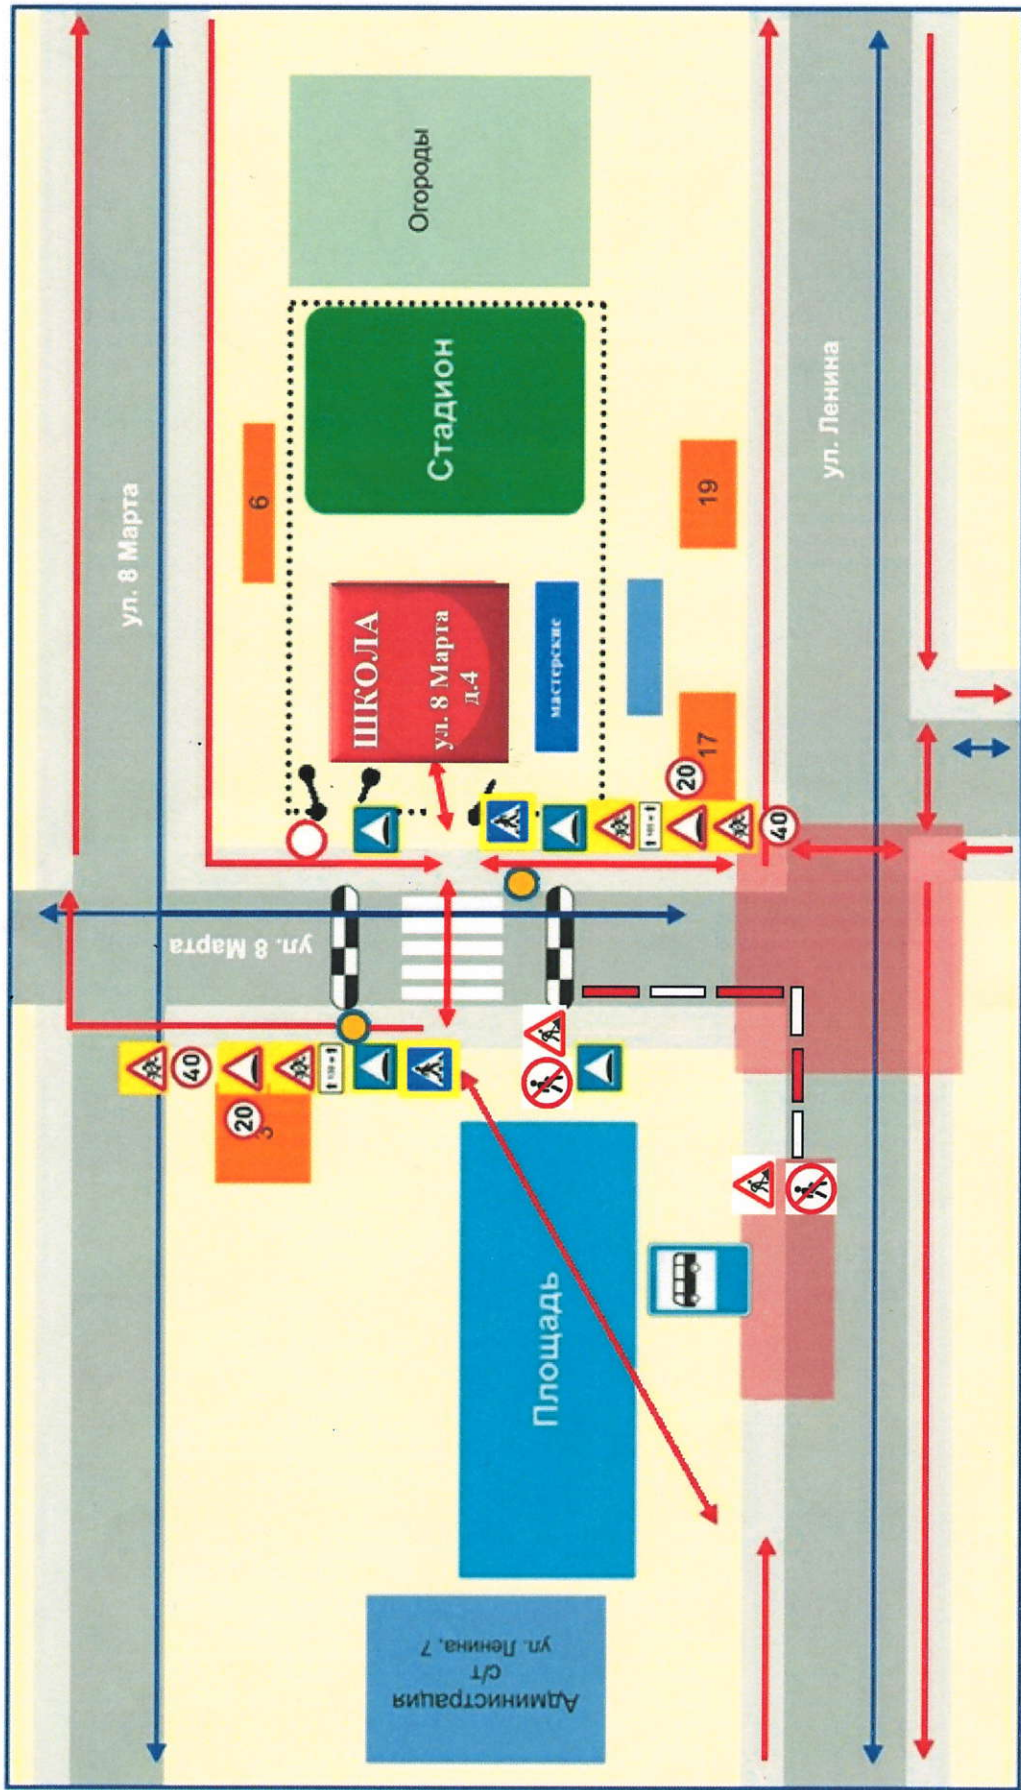 ул. 8 Марта
6
Огороды
Стадион
ШКОЛА
ул. 8 Марта
д.4
мастерские
19
17
20
40
ул. Ленина
ул. 8 Марта
40
20
3
Площадь
Администрация
с/т
ул. Ленина, 7